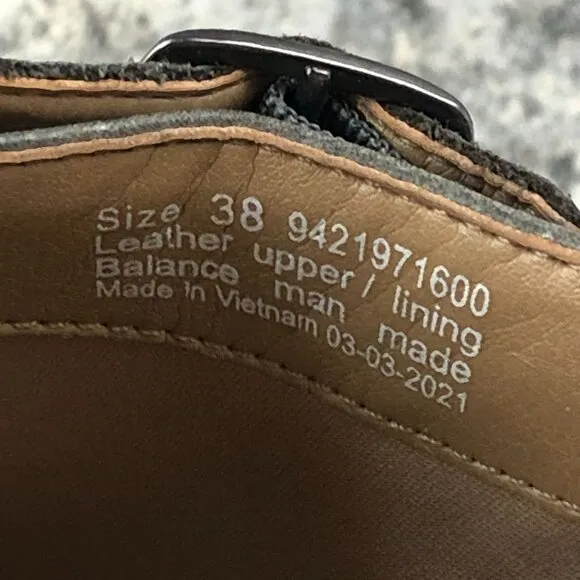 Size 38 9421971600
Leather upper / lining
Balance man made
Made in Vietnam 03-03-2021